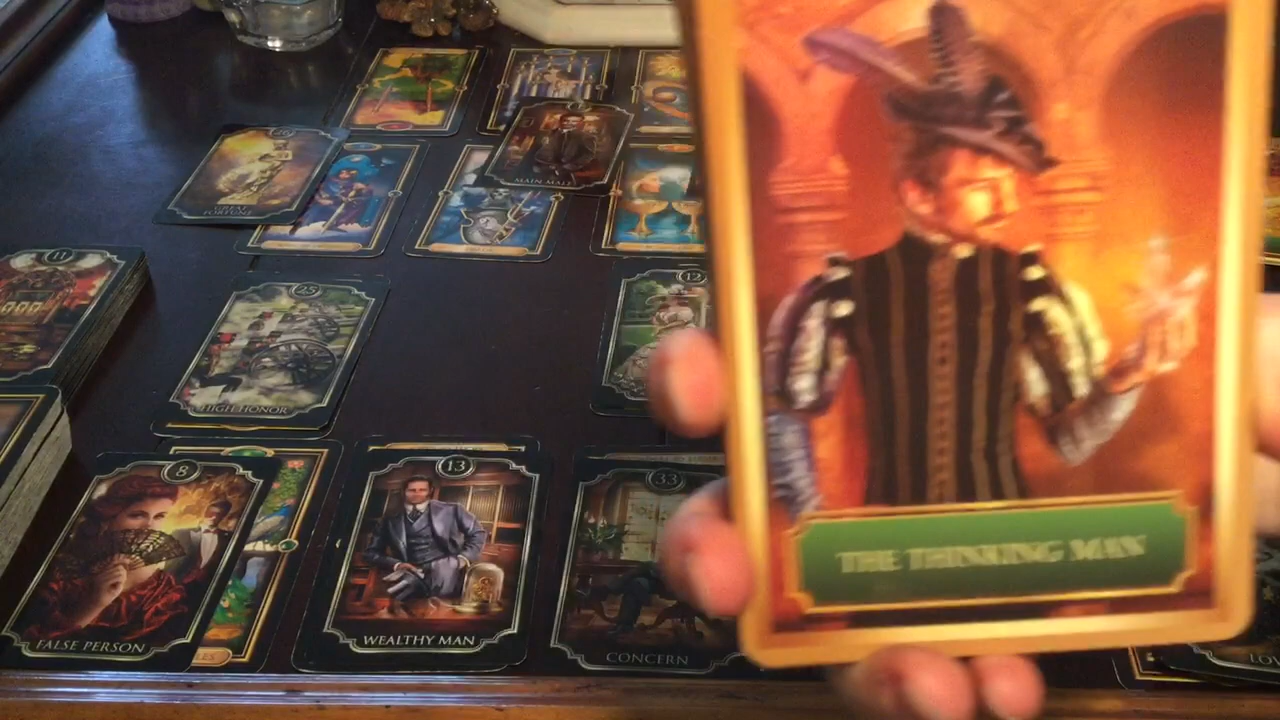 26
GREAT
FORTUNE
MAIN MALE
11
25
HIGH HONOR
12
8
FALSE PERSON
13
WEALTHY MAN
33
CONCERN
THE THINKING MAN